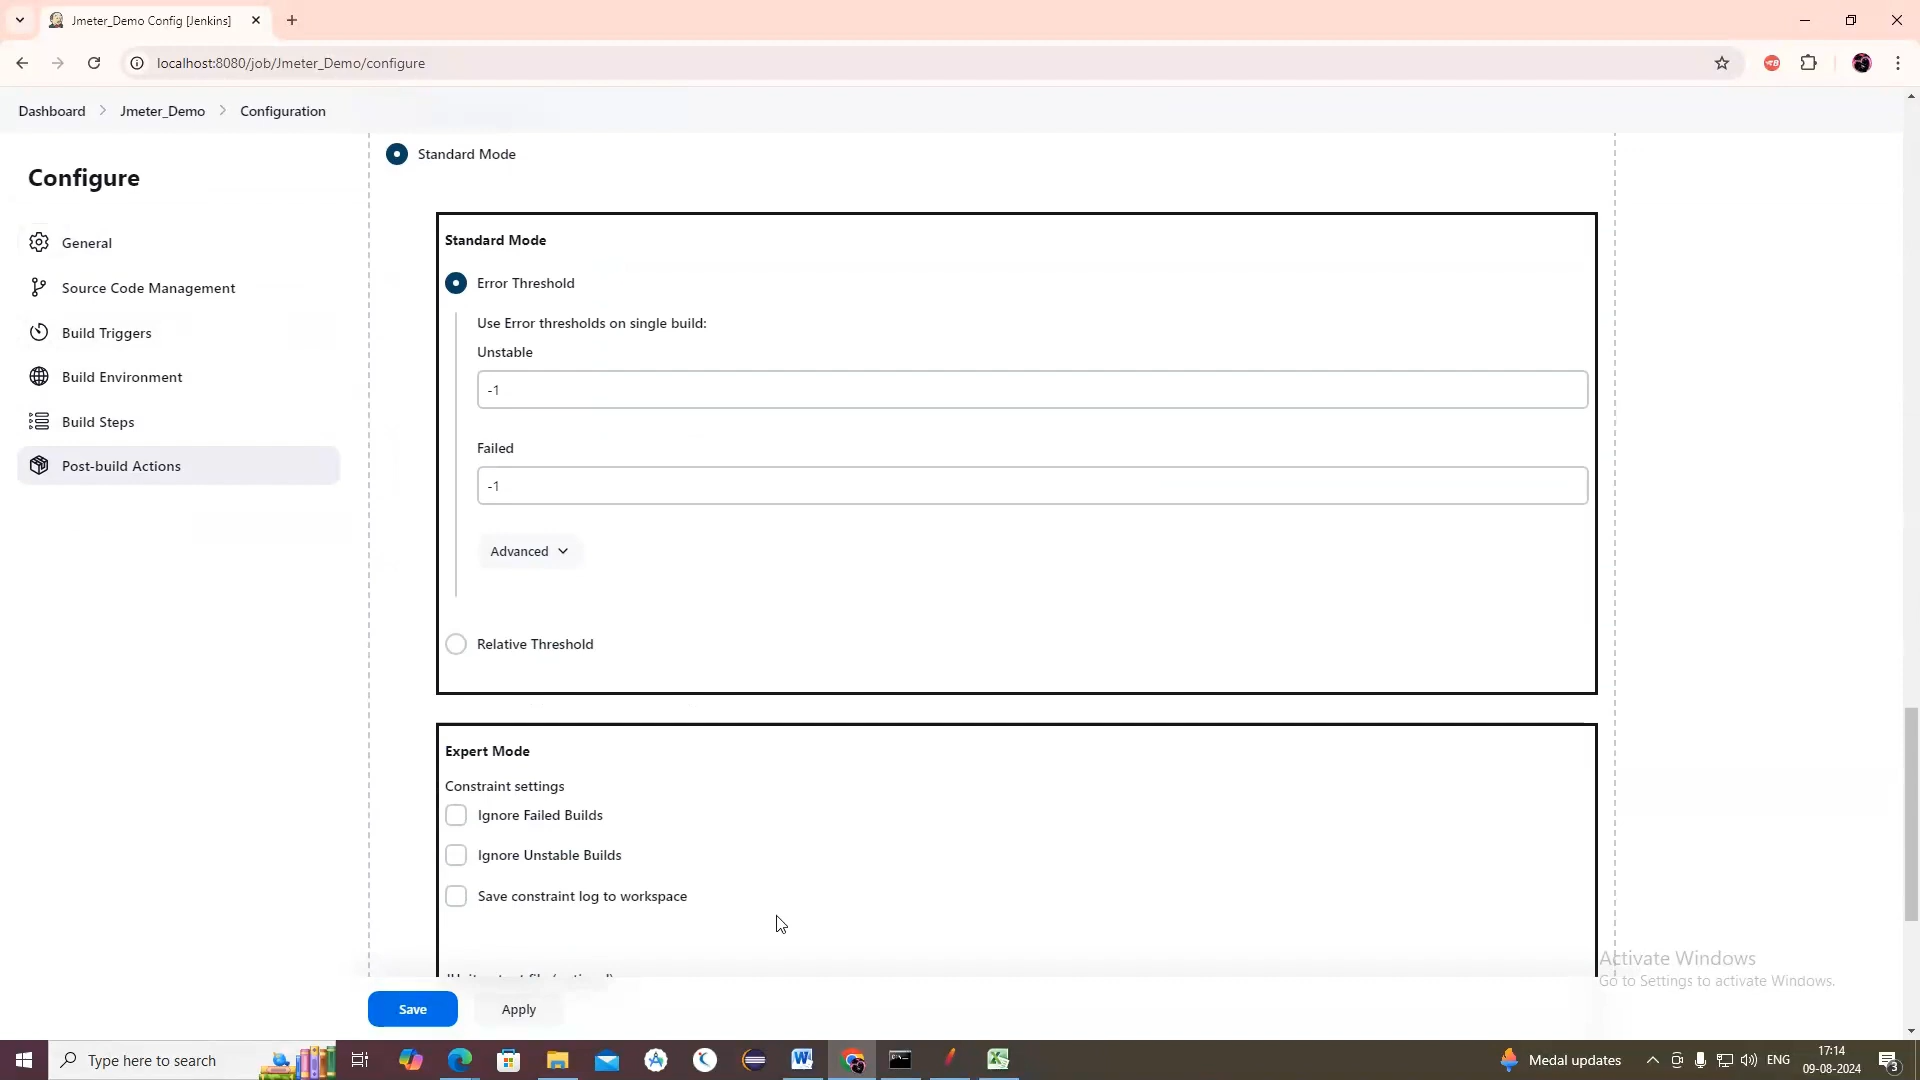 Jmeter_Demo Config [Jenkins]
localhost:8080/job/Jmeter_Demo/configure
Dashboard
Jmeter_Demo
Configuration
Configure
General
Source Code Management
Build Triggers
Build Environment
Build Steps
Post-build Actions
Standard Mode
Standard Mode
Error Threshold
Use Error thresholds on single build:
Unstable
-1
Failed
-1
Advanced
Relative Threshold
Expert Mode
Constraint settings
Ignore Failed Builds
Ignore Unstable Builds
Save constraint log to workspace
Save
Apply
Activate Windows
Go to Settings to activate Windows.
Type here to search
Medal updates
ENG
17:14
09-08-2024
3